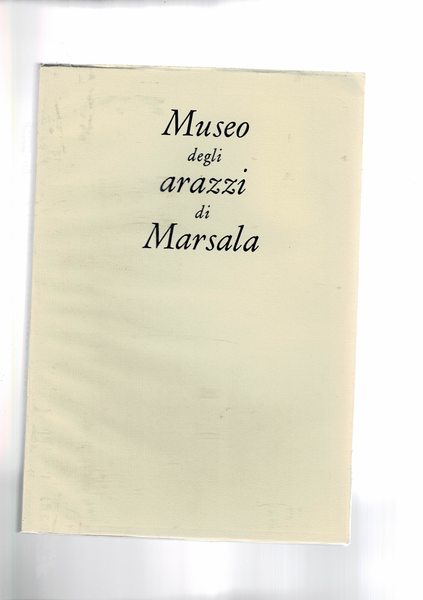 Museo
degli
arazzi
di
Marsala